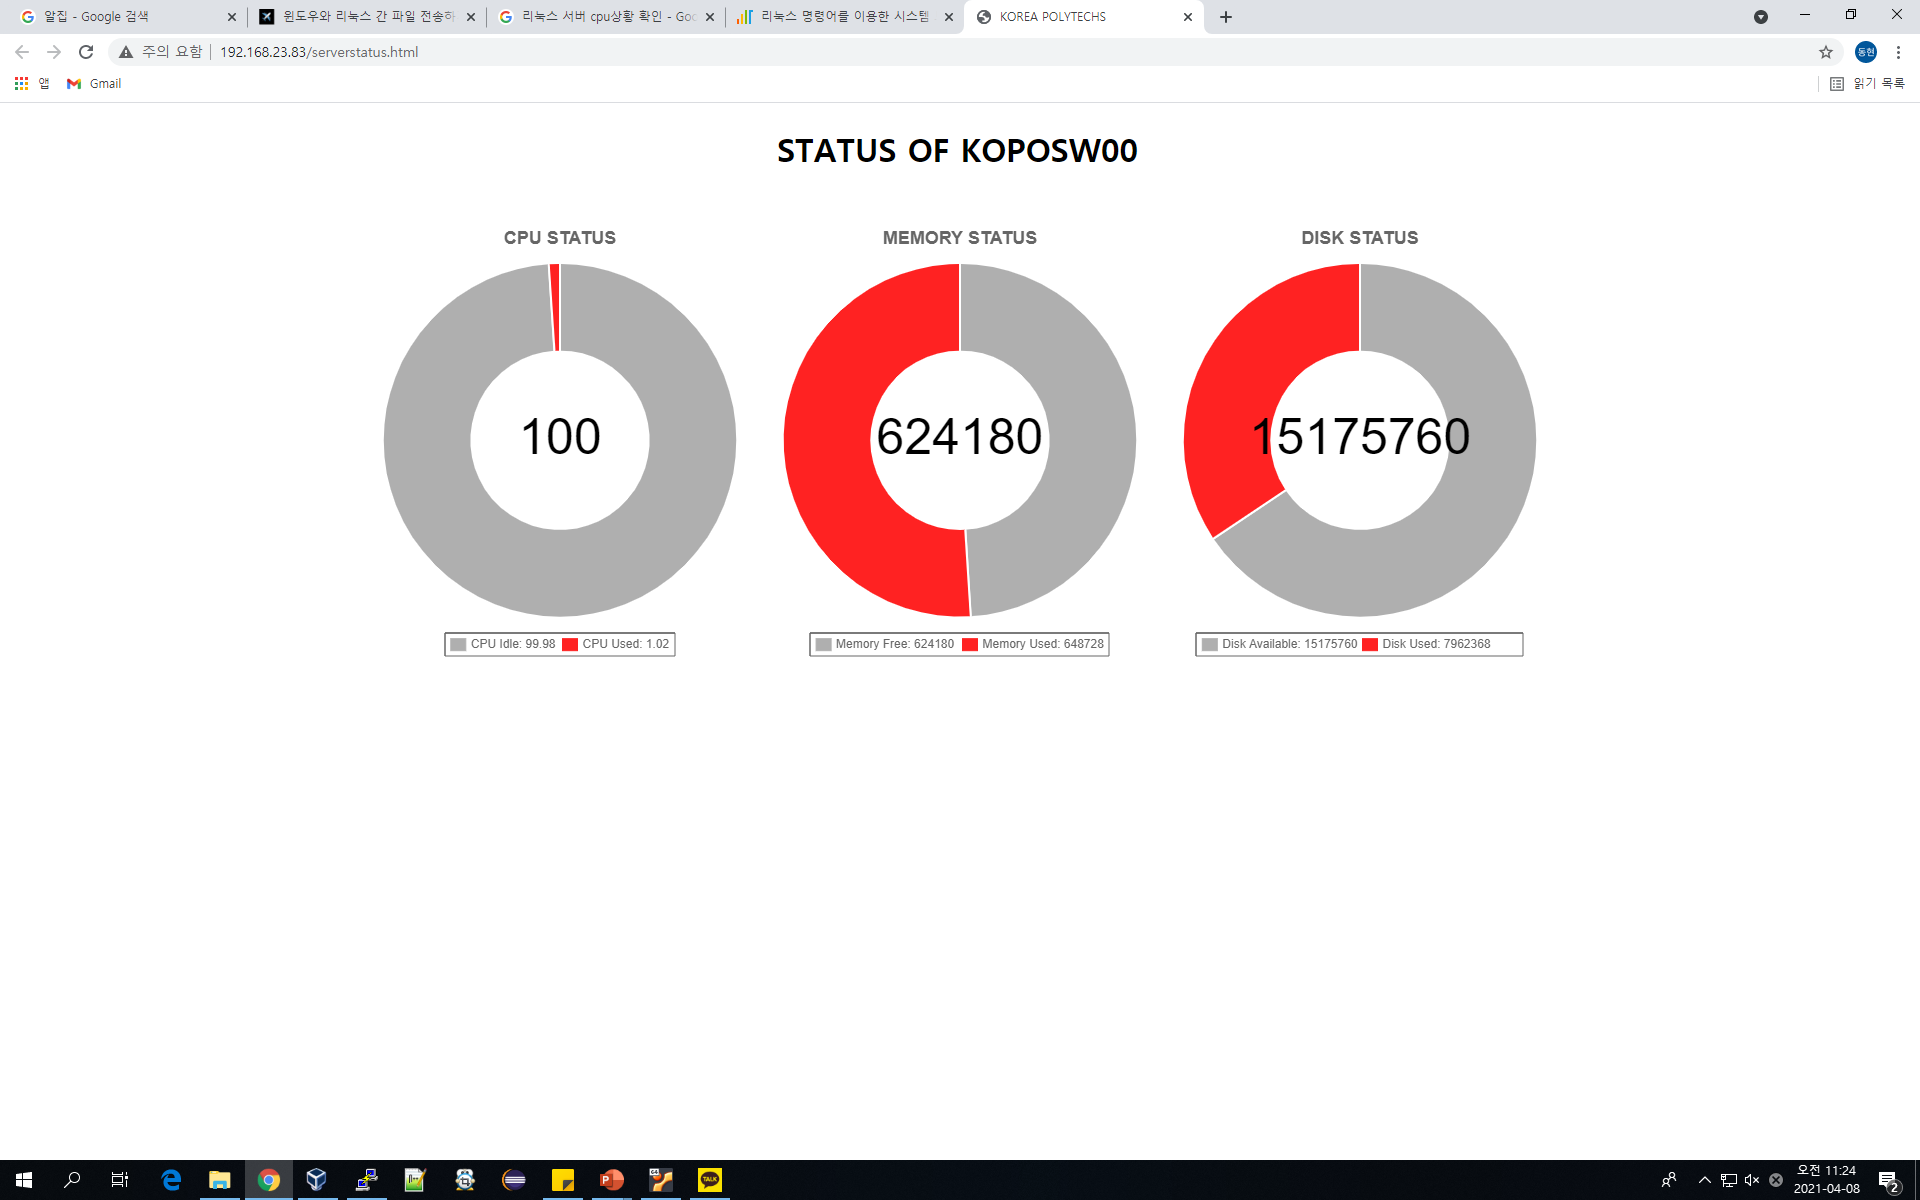 알집 - Google 검색
윈도우와 리눅스 간 파일 전송하
리눅스 서버 cpu상황 확인 - Goo
리눅스 명령어를 이용한 시스템
KOREA POLYTECHS
주의 요함
192.168.23.83/serverstatus.html
동현
앱
Gmail
읽기 목록
STATUS OF KOPOSW00
CPU STATUS
MEMORY STATUS
DISK STATUS
100
624180
15175760
CPU Idle: 99.98 CPU Used: 1.02
Memory Free: 624180 Memory Used: 648728
Disk Available: 15175760 Disk Used: 7962368
64
TALK
오전 11:24
2021-04-08
2